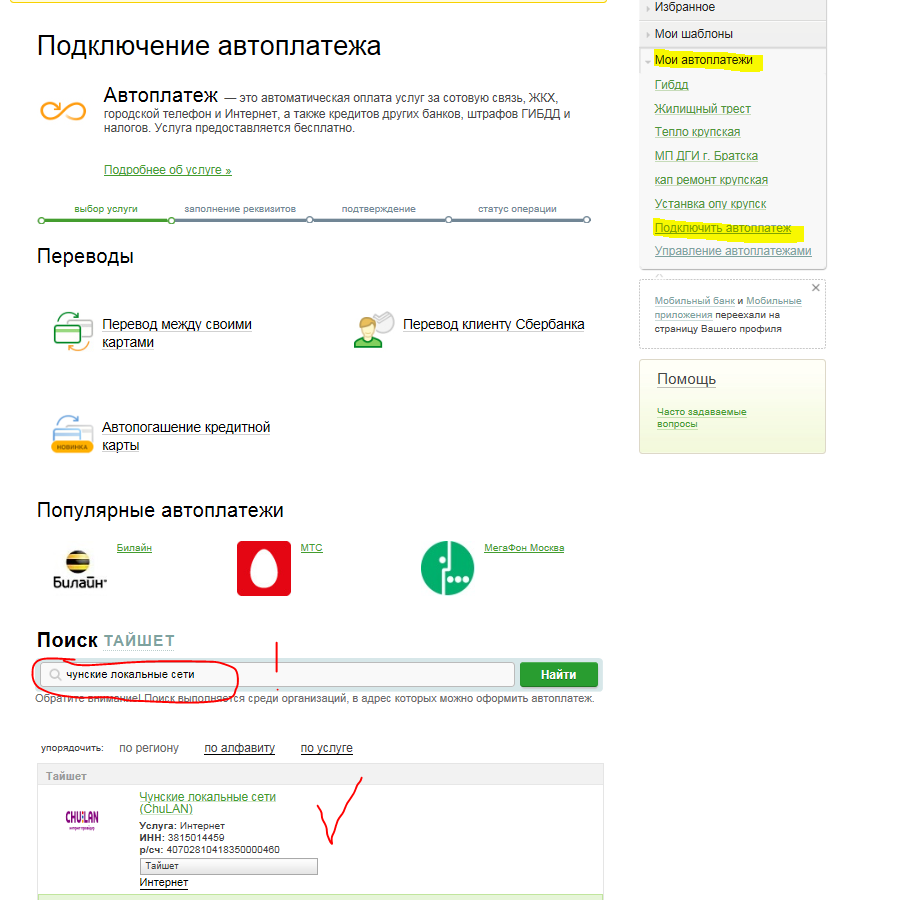 Подключение автоплатежа
Автоплатеж — это автоматическая оплата услуг за сотовую связь, ЖКХ,
городской телефон и Интернет, а также кредитов других банков, штрафов ГИБДД и
налогов. Услуга предоставляется бесплатно.
Подробнее об услуге »
выбор услуги
заполнение реквизитов
подтверждение
статус операции
Переводы
Перевод между своими
картами
Перевод клиенту Сбербанка
НОВИНКА
Автопогашение кредитной
карты
Популярные автоплатежи
Билайн
Билайн
МТС
МегаФон Москва
Поиск ТАЙШЕТ
чунские локальные сети
Найти
Обратите внимание! Поиск выполняется среди организаций, в адрес которых можно оформить автоплатеж.
упорядочить: по региону по алфавиту по услуге
Тайшет
CHULAN
Чунские локальные сети
(ChuLAN)
Услуга: Интернет
ИНН: 3815014459
р/сч: 40702810418350000460
Тайшет
Интернет
Избранное
Мои шаблоны
Мои автоплатежи
Гибдд
Жилищный трест
Тепло крупская
МП ДГИ г. Братска
кап ремонт крупская
Устанвка опу крупск
Подключить автоплатеж
Управление автоплатежами
Мобильный банк и Мобильные
приложения переехали на
страницу Вашего профиля
Помощь
Часто задаваемые
вопросы